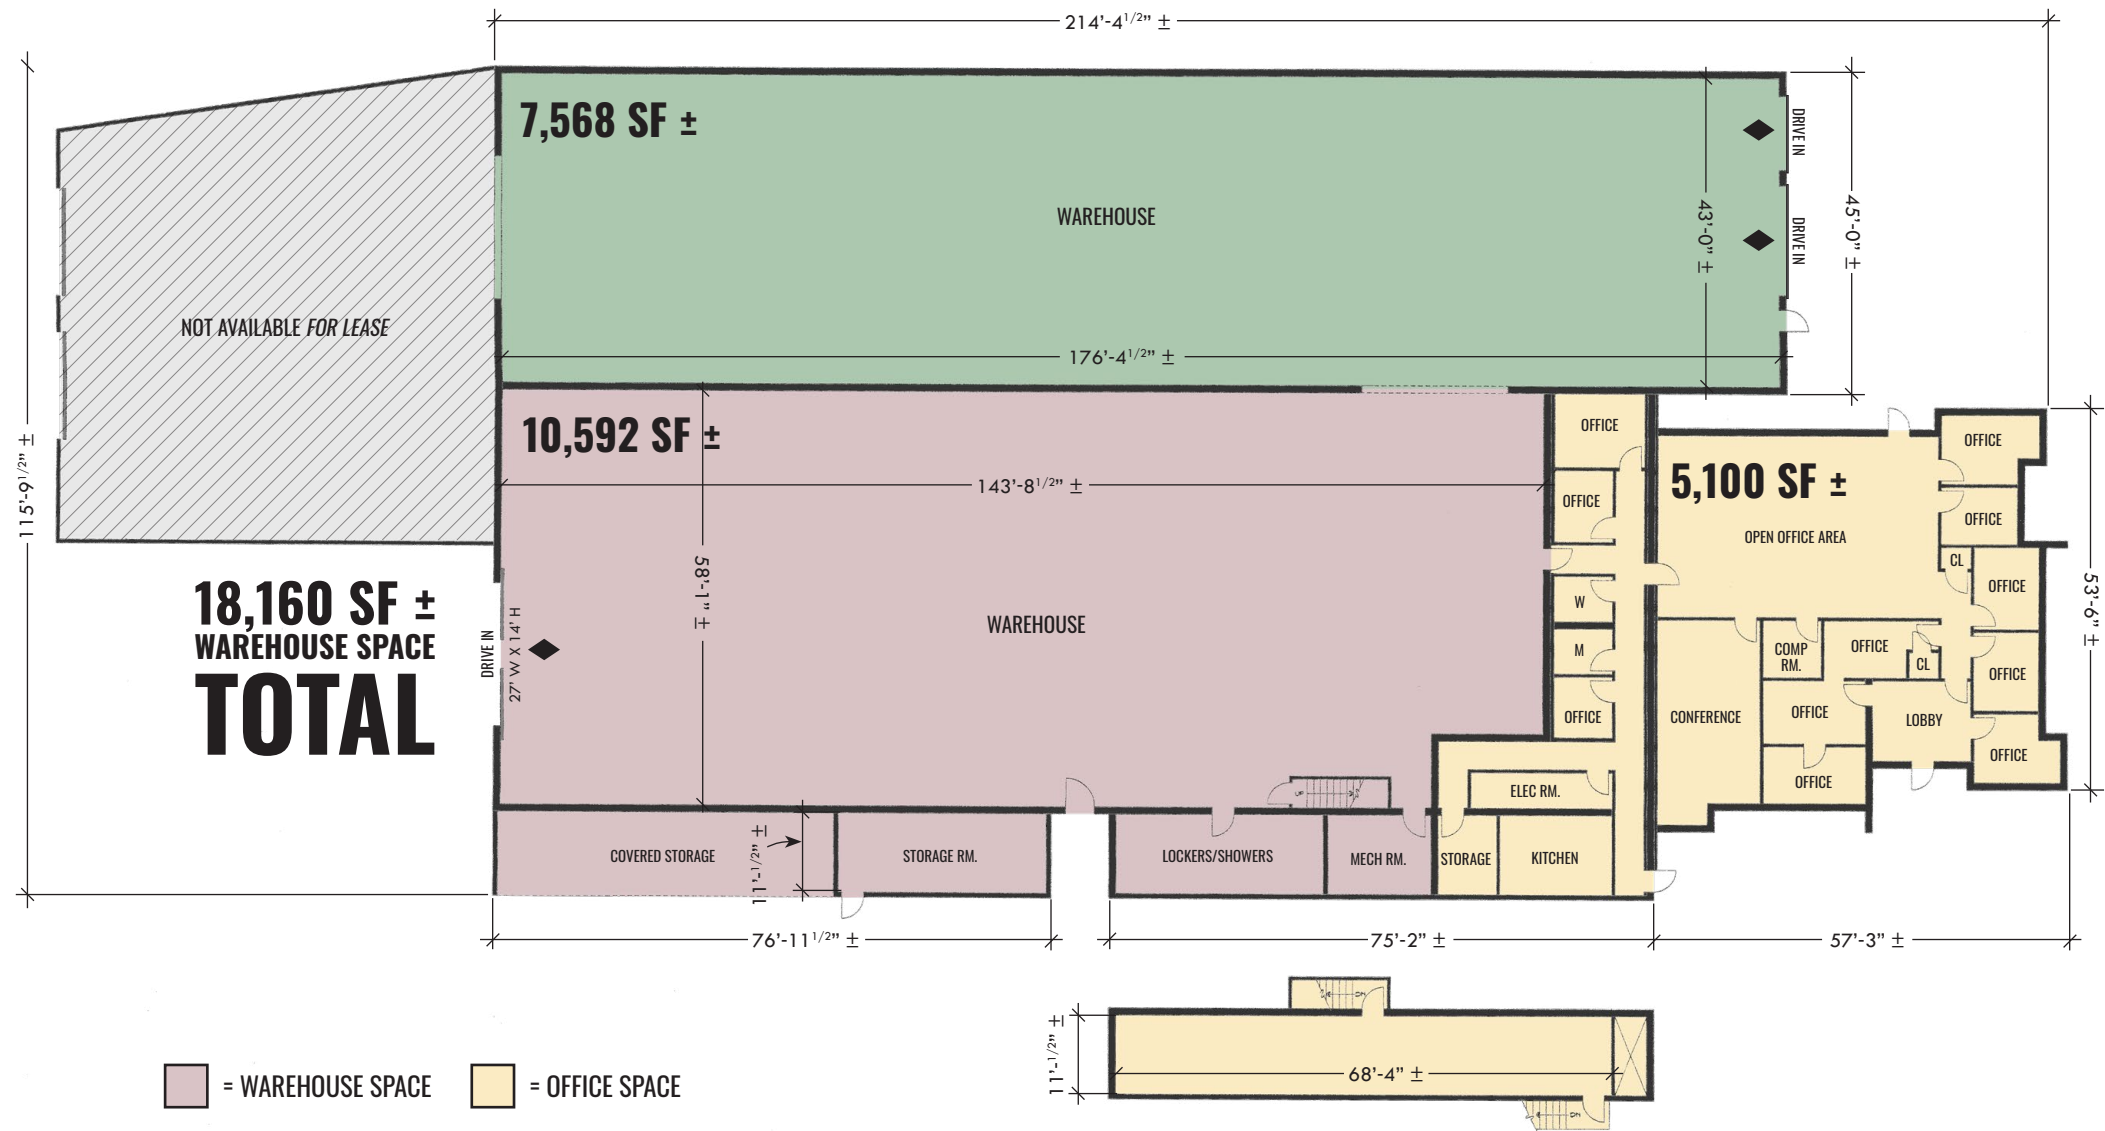 214'-4 1/2" ±
7,568 SF ±
DRIVE IN
WAREHOUSE
43'-0" ±
45'-0" ±
DRIVE IN
NOT AVAILABLE FOR LEASE
176'-4 1/2" ±
115'-9 1/2" ±
10,592 SF ±
OFFICE
OFFICE
5,100 SF ±
143'-8 1/2" ±
OFFICE
OFFICE
OPEN OFFICE AREA
CL
58'-1" ±
OFFICE
53'-6" ±
18,160 SF ±
WAREHOUSE SPACE
TOTAL
DRIVE IN
27' W X 14' H
WAREHOUSE
W
M
COMP
RM.
OFFICE
CL
OFFICE
OFFICE
CONFERENCE
OFFICE
LOBBY
OFFICE
OFFICE
ELEC RM.
COVERED STORAGE
11'-1/2" ±
STORAGE RM.
LOCKERS/SHOWERS
MECH RM.
STORAGE
KITCHEN
76'-11 1/2" ±
75'-2" ±
57'-3" ±
11'-1/2" ±
68'-4" ±
= WAREHOUSE SPACE
= OFFICE SPACE